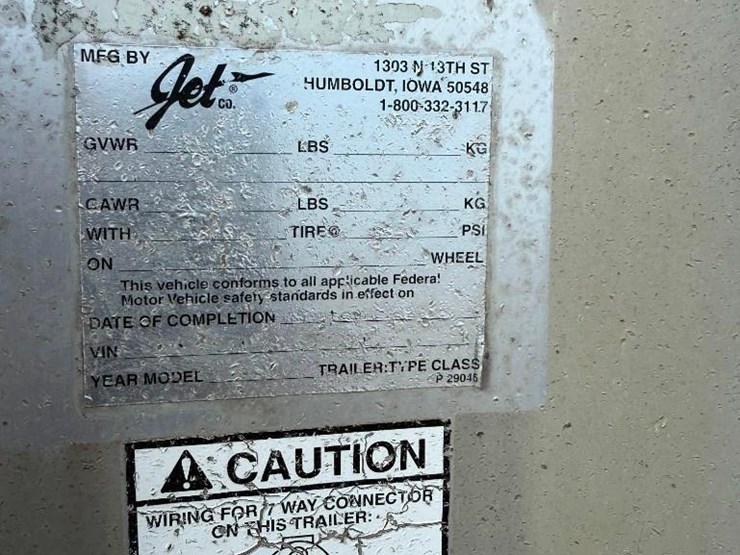 MFG BY Jet ® CO. 1303 N 13TH ST
HUMBOLDT, IOWA 50548
1-800-332-3117
GVWR LBS KG
GAWR LBS KG
WITH TIRE@ PSI
ON WHEEL
This vehicle conforms to all applicable Federal
Motor Vehicle safety standards in effect on
DATE OF COMPLETION
VIN
YEAR MODEL TRAILER:TYPE CLASS
P 29045
CAUTION
WIRING FOR 7 WAY CONNECTOR
ON THIS TRAILER: